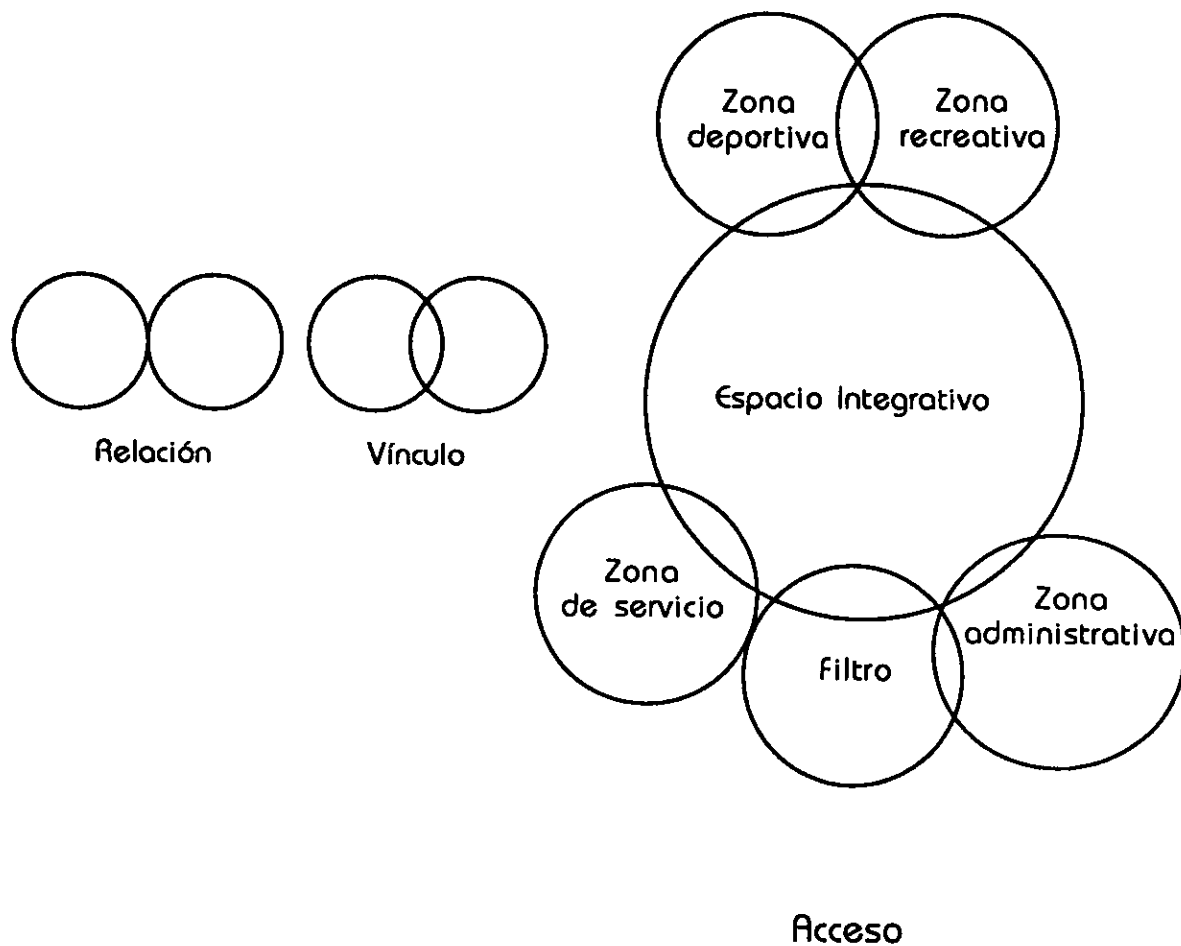 Zona
deportiva
Zona
recreativa
Relación
Vínculo
Espacio Integrativo
Zona
de servicio
Filtro
Zona
administrativa
Acceso